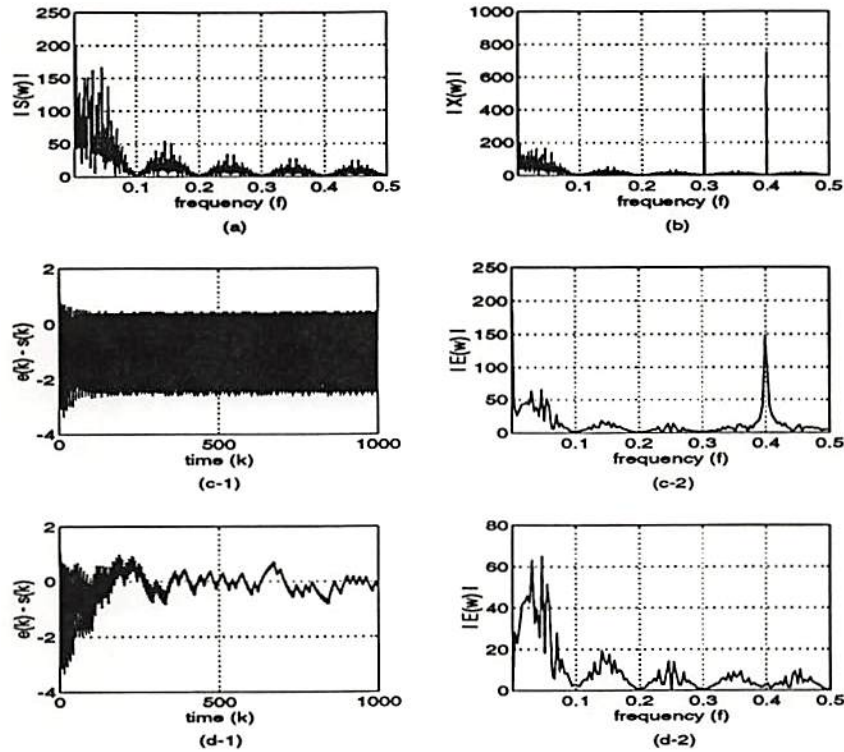 250
200
150
100
50
0
|S(w)|
0.1 0.2 0.3 0.4 0.5
frequency (f)
(a)
1000
800
600
400
200
0
|X(w)|
0.1 0.2 0.3 0.4 0.5
frequency (f)
(b)
2
0
-2
-4
e(k) - s(k)
0 500 1000
time (k)
(c-1)
250
200
150
100
50
0
|E(w)|
0.1 0.2 0.3 0.4 0.5
frequency (f)
(c-2)
2
0
-2
-4
e(k) - s(k)
0 500 1000
time (k)
(d-1)
80
60
40
20
0
|E(w)|
0.1 0.2 0.3 0.4 0.5
frequency (f)
(d-2)